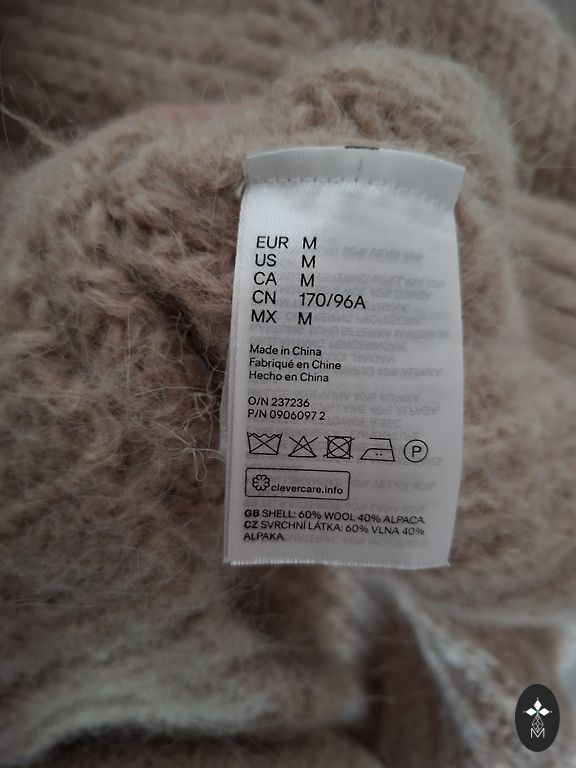 EUR M
US M
CA M
CN 170/96A
MX M
Made in China
Fabriqué en Chine
Hecho en China
O/N 237236
P/N 0906097 2
P
clevercare.info
GB SHELL: 60% WOOL 40% ALPACA.
CZ SVRCHNÍ LÁTKA: 60% VLNA 40%
ALPAKA.
M